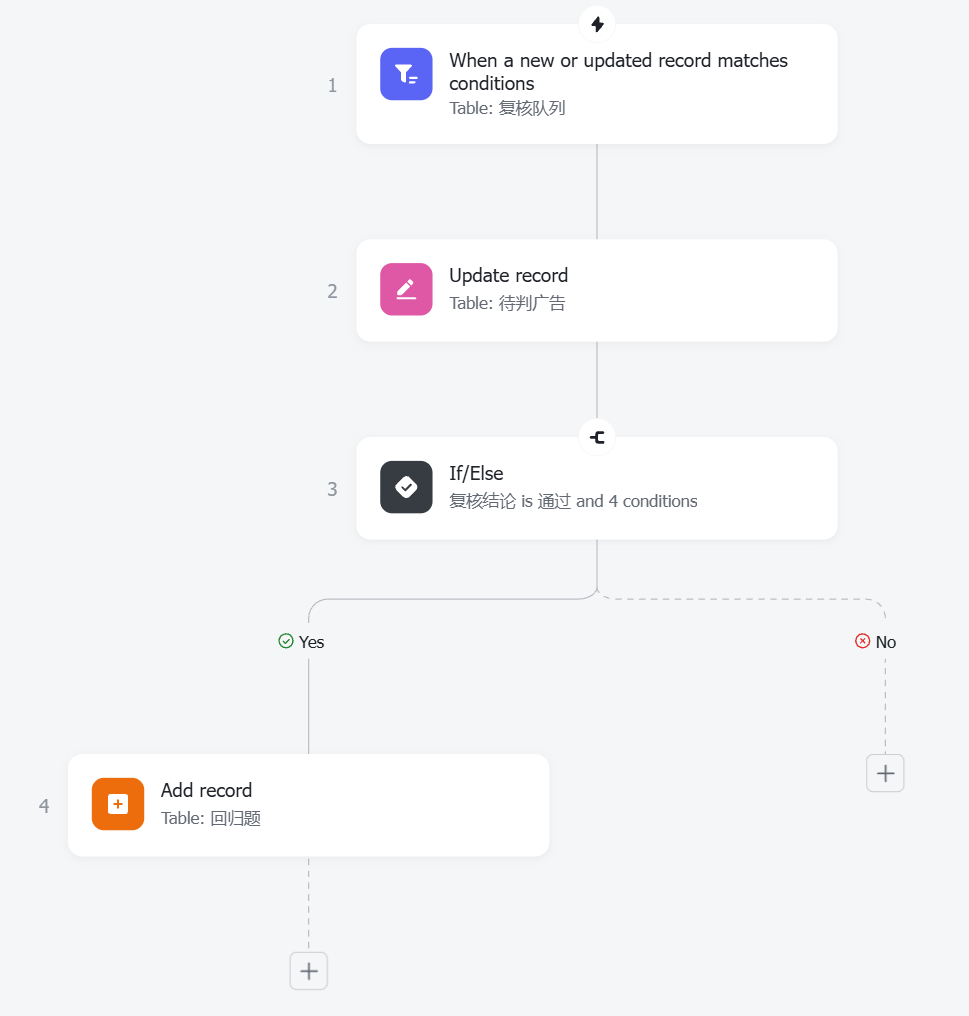 1
When a new or updated record matches
conditions
Table: 复核队列
2
Update record
Table: 待判广告
3
If/Else
复核结论 is 通过 and 4 conditions
Yes
No
4
Add record
Table: 回归题